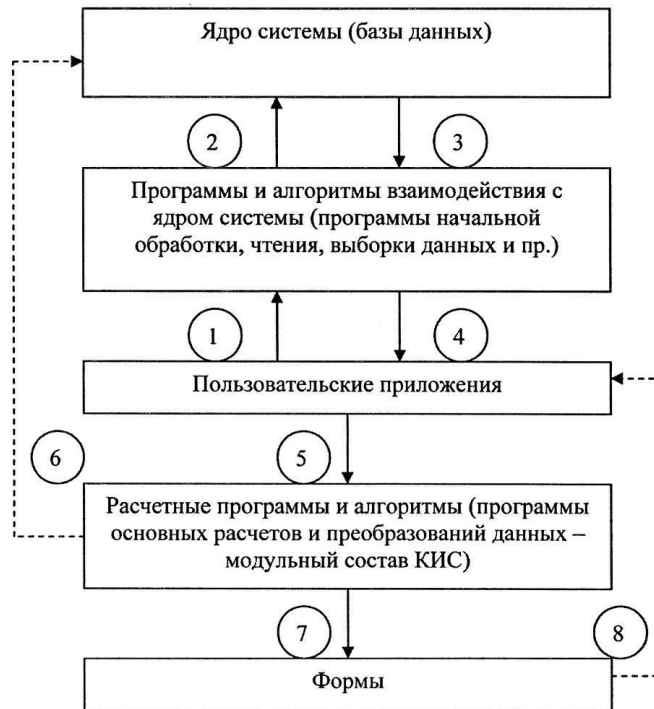 Ядро системы (базы данных)
2
3
Программы и алгоритмы взаимодействия с
ядром системы (программы начальной
обработки, чтения, выборки данных и пр.)
1
4
Пользовательские приложения
6
5
Расчетные программы и алгоритмы (программы
основных расчетов и преобразований данных –
модульный состав КИС)
7
8
Формы